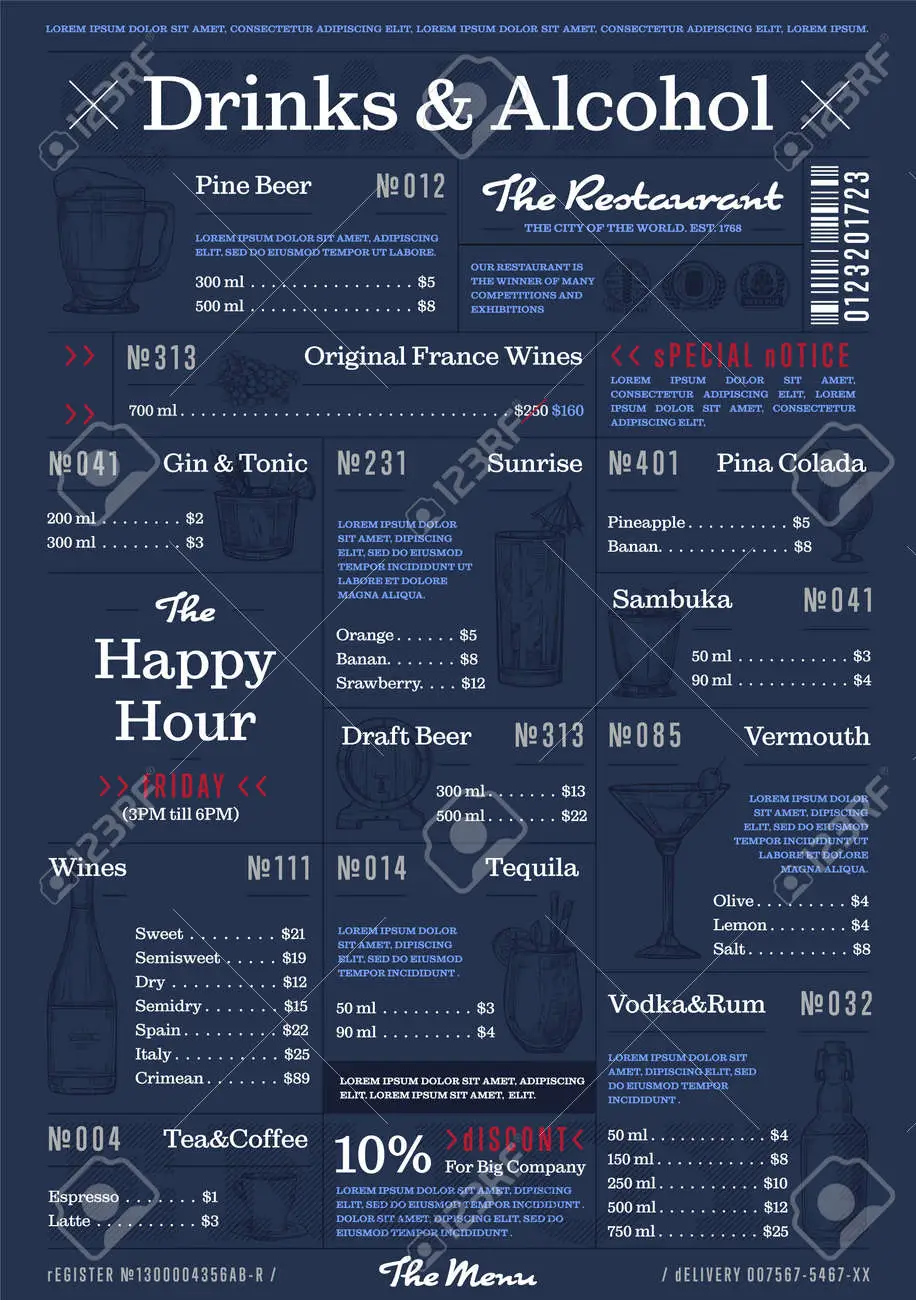 LOREM IPSUM DOLOR SIT AMET, CONSECTETUR ADIPISCING ELIT, LOREM IPSUM DOLOR SIT AMET, CONSECTETUR ADIPISCING ELIT, LOREM IPSUM.
Drinks & Alcohol
Pine Beer №012
LOREM IPSUM DOLOR SIT AMET, ADIPISCING
ELIT, SED DO EIUSMOD TEMPOR UT LABORE.
300 ml . . . . . . . . . . . . . . . . $5
500 ml . . . . . . . . . . . . . . . . $8
The Restaurant
THE CITY OF THE WORLD. EST. 1768
OUR RESTAURANT IS
THE WINNER OF MANY
COMPETITIONS AND
EXHIBITIONS
012320 1723
>>
>>
№313 Original France Wines
700 ml . . . . . . . . . . . . . . . . . . . . . . . . . . . . . . . . . $250 $160
<< sPECIAL nOTICE
LOREM IPSUM DOLOR SIT AMET,
CONSECTETUR ADIPISCING ELIT, LOREM
IPSUM DOLOR SIT AMET, CONSECTETUR
ADIPISCING ELIT,
№041 Gin & Tonic
200 ml . . . . . . . . $2
300 ml . . . . . . . . $3
№231 Sunrise
LOREM IPSUM DOLOR
SIT AMET, DIPISCING
ELIT, SED DO EIUSMOD
TEMPOR INCIDIDUNT UT
LABORE ET DOLORE
MAGNA ALIQUA.
Orange . . . . . . $5
Banan. . . . . . . $8
Srawberry. . . . $12
№401 Pina Colada
Pineapple . . . . . . . . . . $5
Banan. . . . . . . . . . . . . $8
Sambuka №041
50 ml . . . . . . . . . . . $3
90 ml . . . . . . . . . . . $4
The
Happy
Hour
>> fRIDAY <<
(3PM till 6PM)
Draft Beer №313
300 ml . . . . . . . $13
500 ml . . . . . . . $22
№085 Vermouth
LOREM IPSUM DOLOR
SIT AMET, DIPISCING
ELIT, SED DO EIUSMOD
TEMPOR INCIDIDUNT UT
LABORE ET DOLORE
MAGNA ALIQUA.
Olive . . . . . . . . . $4
Lemon . . . . . . . . $4
Salt . . . . . . . . . . . $8
Wines №111
Sweet . . . . . . . . $21
Semisweet . . . . . $19
Dry . . . . . . . . . . $12
Semidry . . . . . . . $15
Spain . . . . . . . . . $22
Italy . . . . . . . . . . $25
Crimean . . . . . . . $89
№014 Tequila
LOREM IPSUM DOLOR
SIT AMET, DIPISCING
ELIT, SED DO EIUSMOD
TEMPOR INCIDIDUNT .
50 ml . . . . . . . . . $3
90 ml . . . . . . . . . $4
LOREM IPSUM DOLOR SIT AMET, ADIPISCING
ELIT, LOREM IPSUM SIT AMET, ELIT.
Vodka&Rum №032
LOREM IPSUM DOLOR SIT
AMET, DIPISCING ELIT, SED
DO EIUSMOD TEMPOR
INCIDIDUNT .
50 ml . . . . . . . . . . . . $4
150 ml . . . . . . . . . . . $8
250 ml . . . . . . . . . . $10
500 ml . . . . . . . . . . $12
750 ml . . . . . . . . . . $25
№004 Tea&Coffee
Espresso . . . . . . . $1
Latte . . . . . . . . . . $3
10% >dISCONT<
For Big Company
LOREM IPSUM DOLOR SIT AMET, DIPISCING
ELIT, SED DO EIUSMOD TEMPOR INCIDIDUNT .
DOLOR SIT AMET, DIPISCING ELIT, SED DO
EIUSMOD TEMPOR INCIDIDUNT .
rEGISTER №1300004356AB-R /
The Menu
/ dELIVERY 007567-5467-XX
123RF